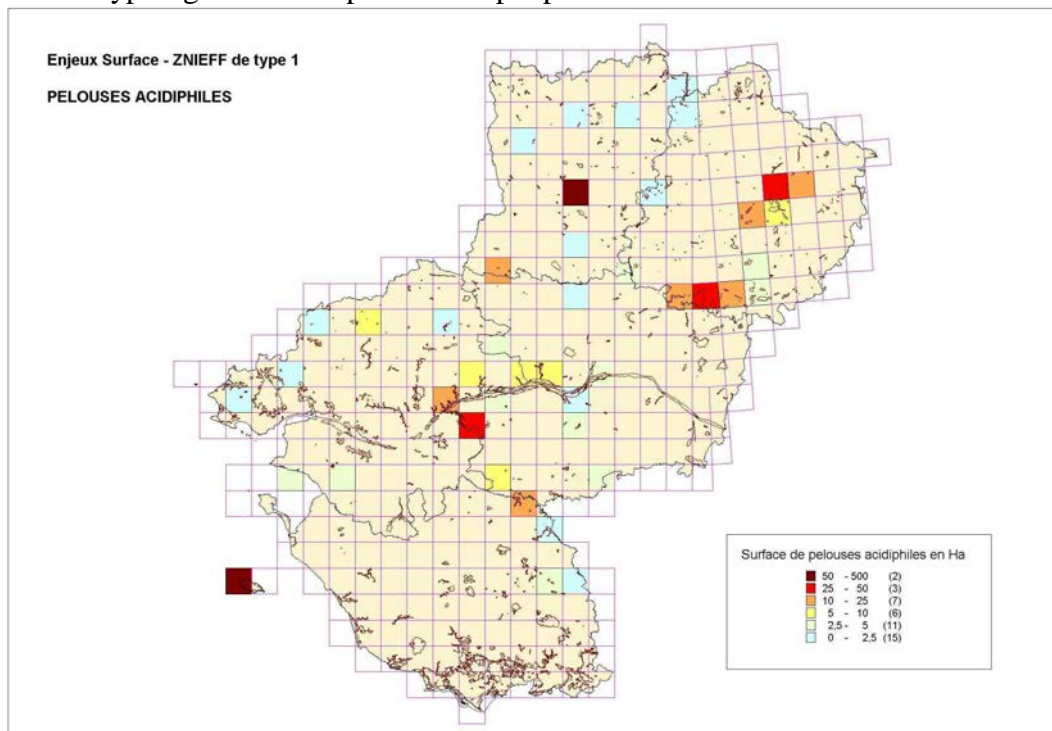 Enjeux Surface - ZNIEFF de type 1
PELOUSES ACIDIPHILES
Surface de pelouses acidiphiles en Ha
50 - 500 (2)
25 - 50 (3)
10 - 25 (7)
5 - 10 (6)
2,5 - 5 (11)
0 - 2,5 (15)